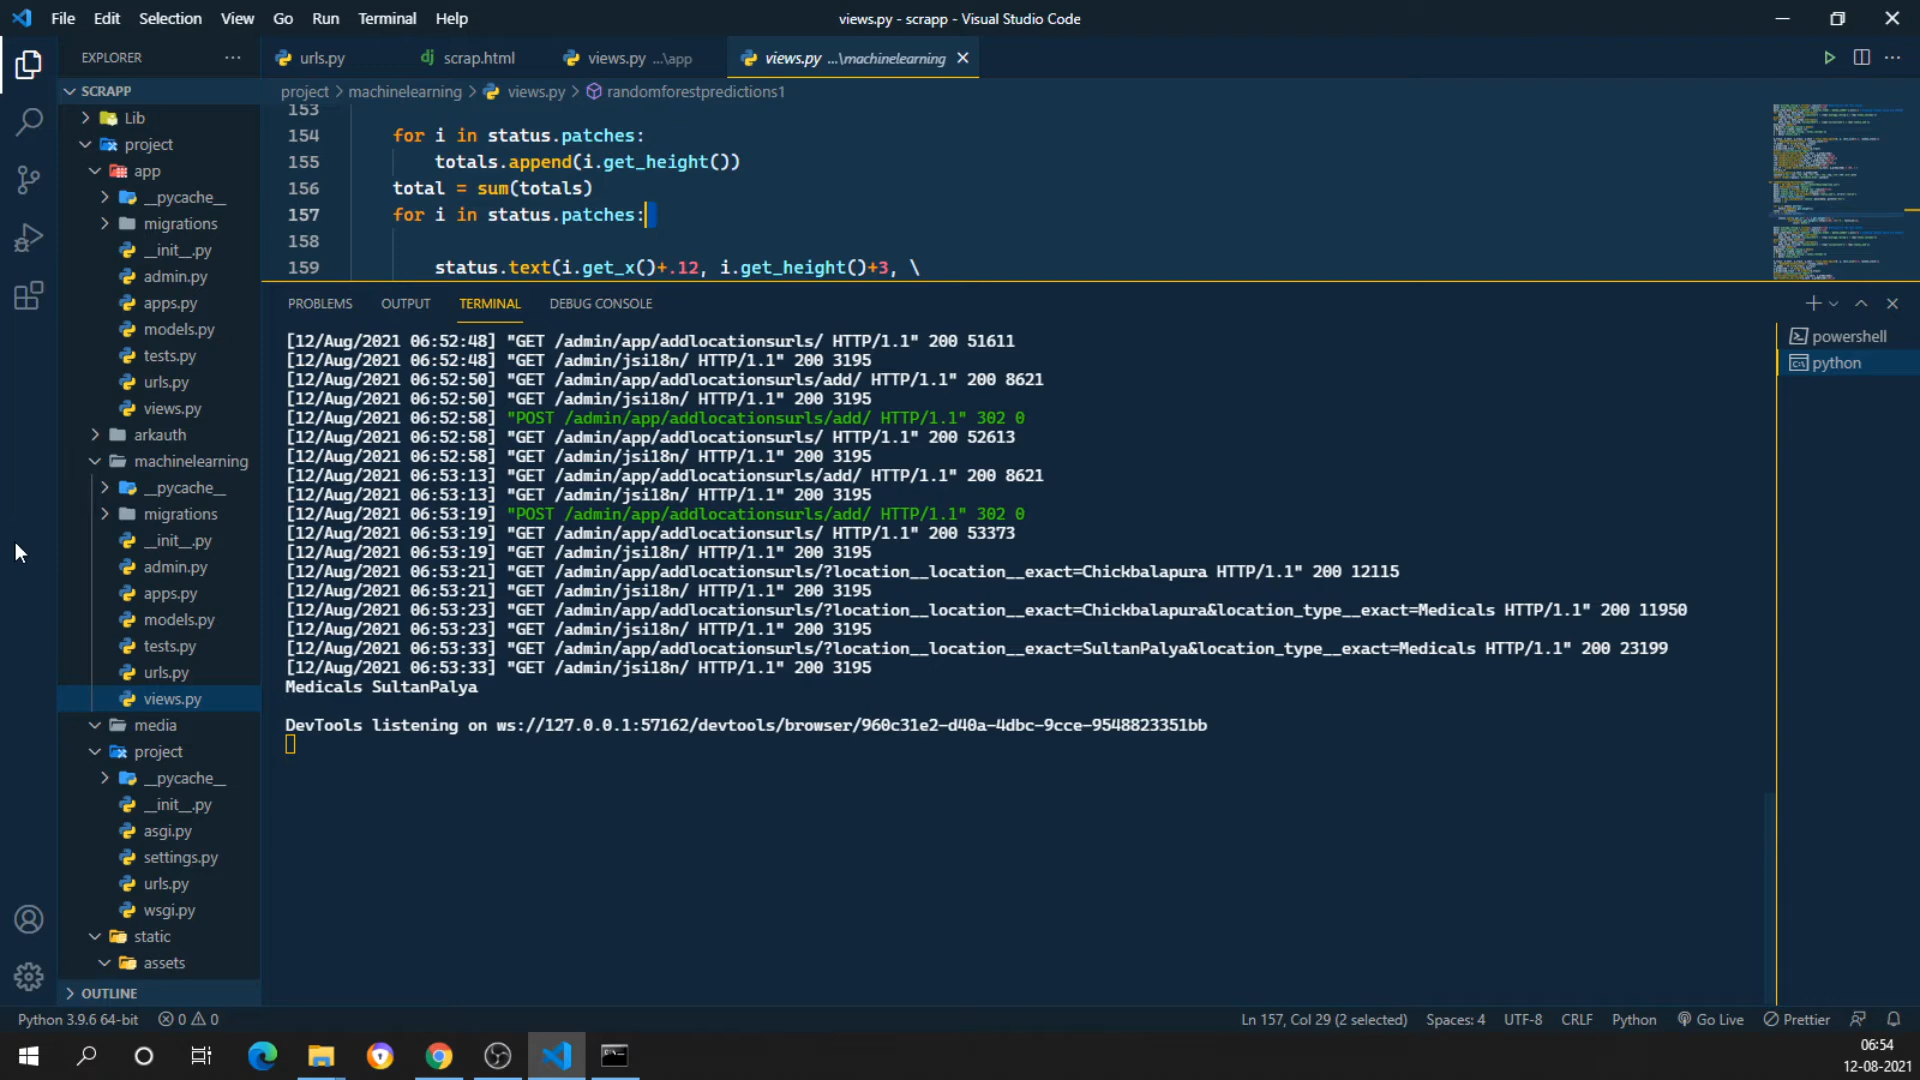 File Edit Selection View Go Run Terminal Help
views.py - scrapp - Visual Studio Code
EXPLORER
SCRAPP
Lib
project
app
__pycache__
migrations
__init__.py
admin.py
apps.py
models.py
tests.py
urls.py
views.py
arkauth
machinelearning
__pycache__
migrations
__init__.py
admin.py
apps.py
models.py
tests.py
urls.py
views.py
media
project
__pycache__
__init__.py
asgi.py
settings.py
urls.py
wsgi.py
static
assets
OUTLINE
urls.py scrap.html views.py ...\app views.py ...\machinelearning
project > machinelearning > views.py > randomforestpredictions1
153
154 for i in status.patches:
155 totals.append(i.get_height())
156 total = sum(totals)
157 for i in status.patches:
158
159 status.text(i.get_x()+.12, i.get_height()+3, \
PROBLEMS OUTPUT TERMINAL DEBUG CONSOLE
[12/Aug/2021 06:52:48] "GET /admin/app/addlocationsurls/ HTTP/1.1" 200 51611
[12/Aug/2021 06:52:48] "GET /admin/jsi18n/ HTTP/1.1" 200 3195
[12/Aug/2021 06:52:50] "GET /admin/app/addlocationsurls/add/ HTTP/1.1" 200 8621
[12/Aug/2021 06:52:50] "GET /admin/jsi18n/ HTTP/1.1" 200 3195
[12/Aug/2021 06:52:58] "POST /admin/app/addlocationsurls/add/ HTTP/1.1" 302 0
[12/Aug/2021 06:52:58] "GET /admin/app/addlocationsurls/ HTTP/1.1" 200 52613
[12/Aug/2021 06:52:58] "GET /admin/jsi18n/ HTTP/1.1" 200 3195
[12/Aug/2021 06:53:13] "GET /admin/app/addlocationsurls/add/ HTTP/1.1" 200 8621
[12/Aug/2021 06:53:13] "GET /admin/jsi18n/ HTTP/1.1" 200 3195
[12/Aug/2021 06:53:19] "POST /admin/app/addlocationsurls/add/ HTTP/1.1" 302 0
[12/Aug/2021 06:53:19] "GET /admin/app/addlocationsurls/ HTTP/1.1" 200 53373
[12/Aug/2021 06:53:19] "GET /admin/jsi18n/ HTTP/1.1" 200 3195
[12/Aug/2021 06:53:21] "GET /admin/app/addlocationsurls/?location__location__exact=Chickbalapura HTTP/1.1" 200 12115
[12/Aug/2021 06:53:21] "GET /admin/jsi18n/ HTTP/1.1" 200 3195
[12/Aug/2021 06:53:23] "GET /admin/app/addlocationsurls/?location__location__exact=Chickbalapura&location_type__exact=Medicals HTTP/1.1" 200 11950
[12/Aug/2021 06:53:23] "GET /admin/jsi18n/ HTTP/1.1" 200 3195
[12/Aug/2021 06:53:33] "GET /admin/app/addlocationsurls/?location__location__exact=SultanPalya&location_type__exact=Medicals HTTP/1.1" 200 23199
[12/Aug/2021 06:53:33] "GET /admin/jsi18n/ HTTP/1.1" 200 3195
Medicals SultanPalya
DevTools listening on ws://127.0.0.1:57162/devtools/browser/960c31e2-d40a-4dbc-9cce-9548823351bb
powershell
python
Python 3.9.6 64-bit 0 0
Ln 157, Col 29 (2 selected) Spaces: 4 UTF-8 CRLF Python Go Live Prettier
06:54
12-08-2021